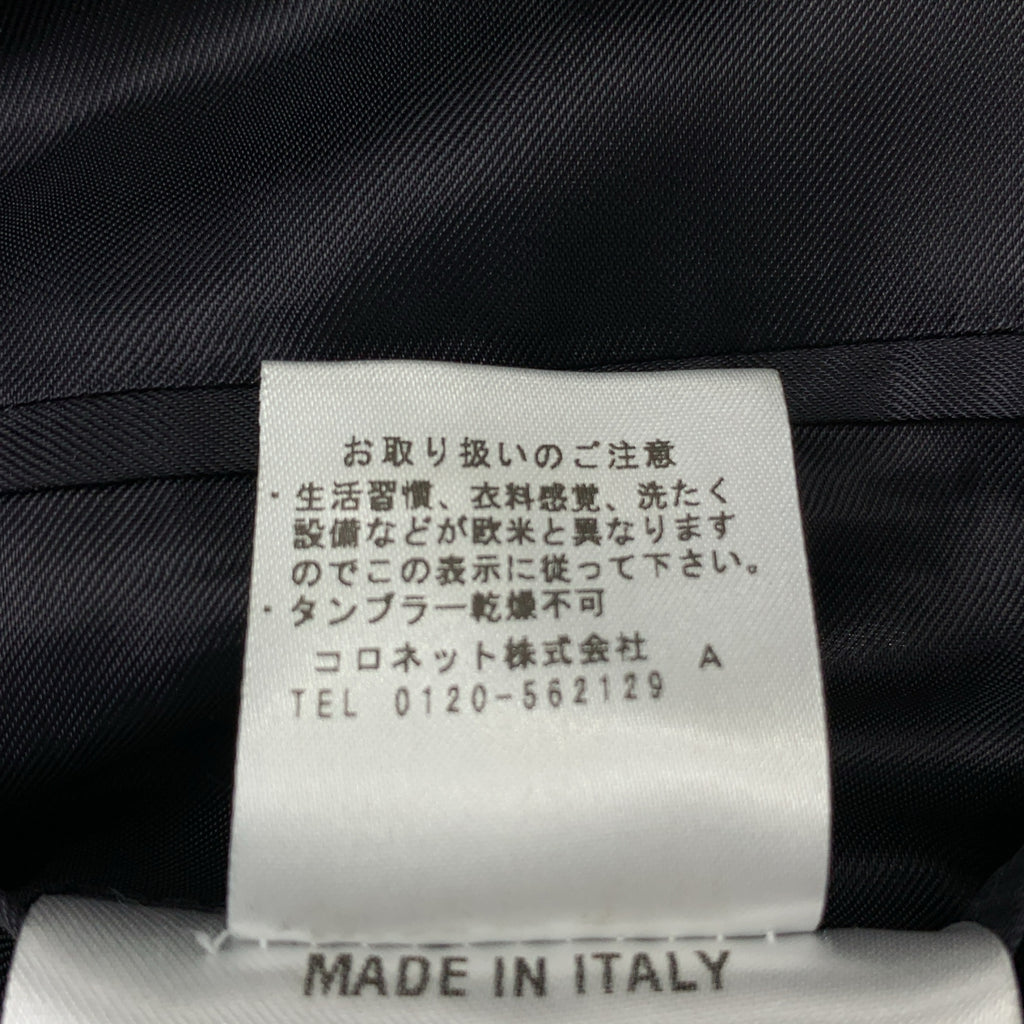 お取り扱いのご注意
・生活習慣、衣料感覚、洗たく
設備などが欧米と異なります
のでこの表示に従って下さい。
・タンブラー乾燥不可
コロネット株式会社 A
TEL 0120-562129
MADE IN ITALY